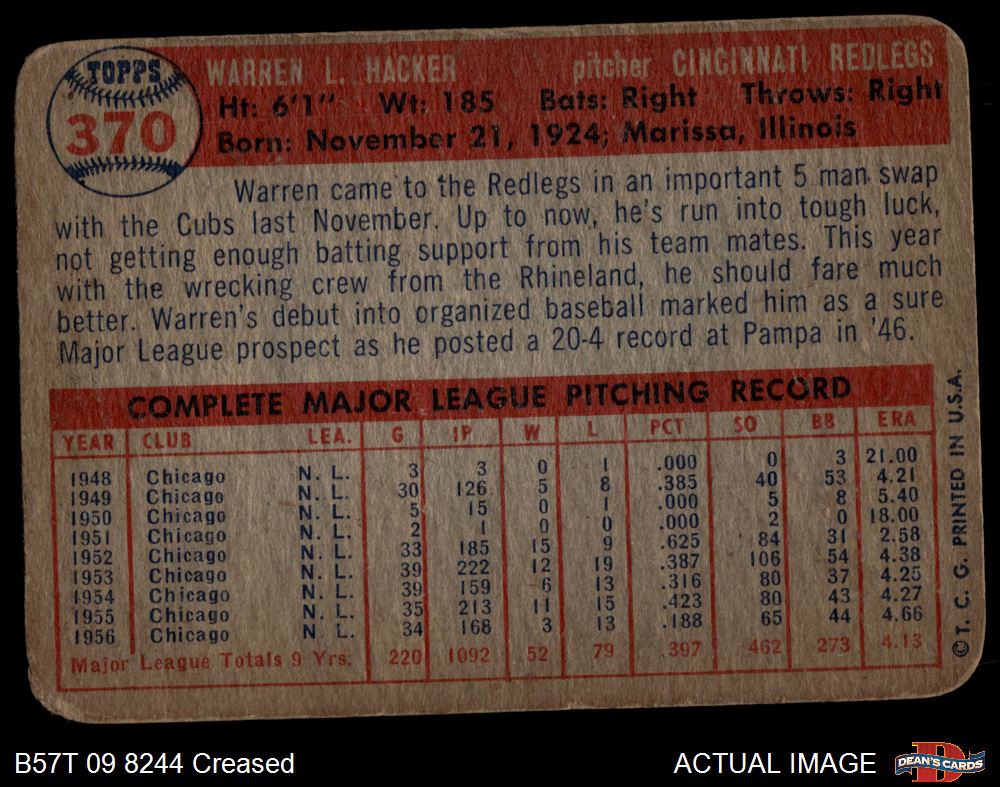 TOPPS
370
WARREN L. HACKER pitcher CINCINNATI REDLEGS
Ht: 6'1" Wt: 185 Bats: Right Throws: Right
Born: November 21, 1924; Marissa, Illinois
Warren came to the Redlegs in an important 5 man swap
with the Cubs last November. Up to now, he's run into tough luck,
not getting enough batting support from his team mates. This year
with the wrecking crew from the Rhineland, he should fare much
better. Warren's debut into organized baseball marked him as a sure
Major League prospect as he posted a 20-4 record at Pampa in '46.
COMPLETE MAJOR LEAGUE PITCHING RECORD
YEAR CLUB LEA. G IP W L PCT SO BB ERA
1948 Chicago N. L. 3 3 0 1 .000 0 3 21.00
1949 Chicago N. L. 30 126 5 8 .385 40 53 4.21
1950 Chicago N. L. 5 15 0 1 .000 5 8 5.40
1951 Chicago N. L. 2 1 0 0 .000 2 0 18.00
1952 Chicago N. L. 33 185 15 9 .625 84 31 2.58
1953 Chicago N. L. 39 222 12 19 .387 106 54 4.38
1954 Chicago N. L. 39 159 6 13 .316 80 37 4.25
1955 Chicago N. L. 35 213 11 15 .423 80 43 4.27
1956 Chicago N. L. 34 168 3 13 .188 65 44 4.66
Major League Totals 9 Yrs. 220 1092 52 79 .397 462 273 4.13
© T. C. G. PRINTED IN U.S.A.
B57T 09 8244 Creased ACTUAL IMAGE
DEAN'S CARDS